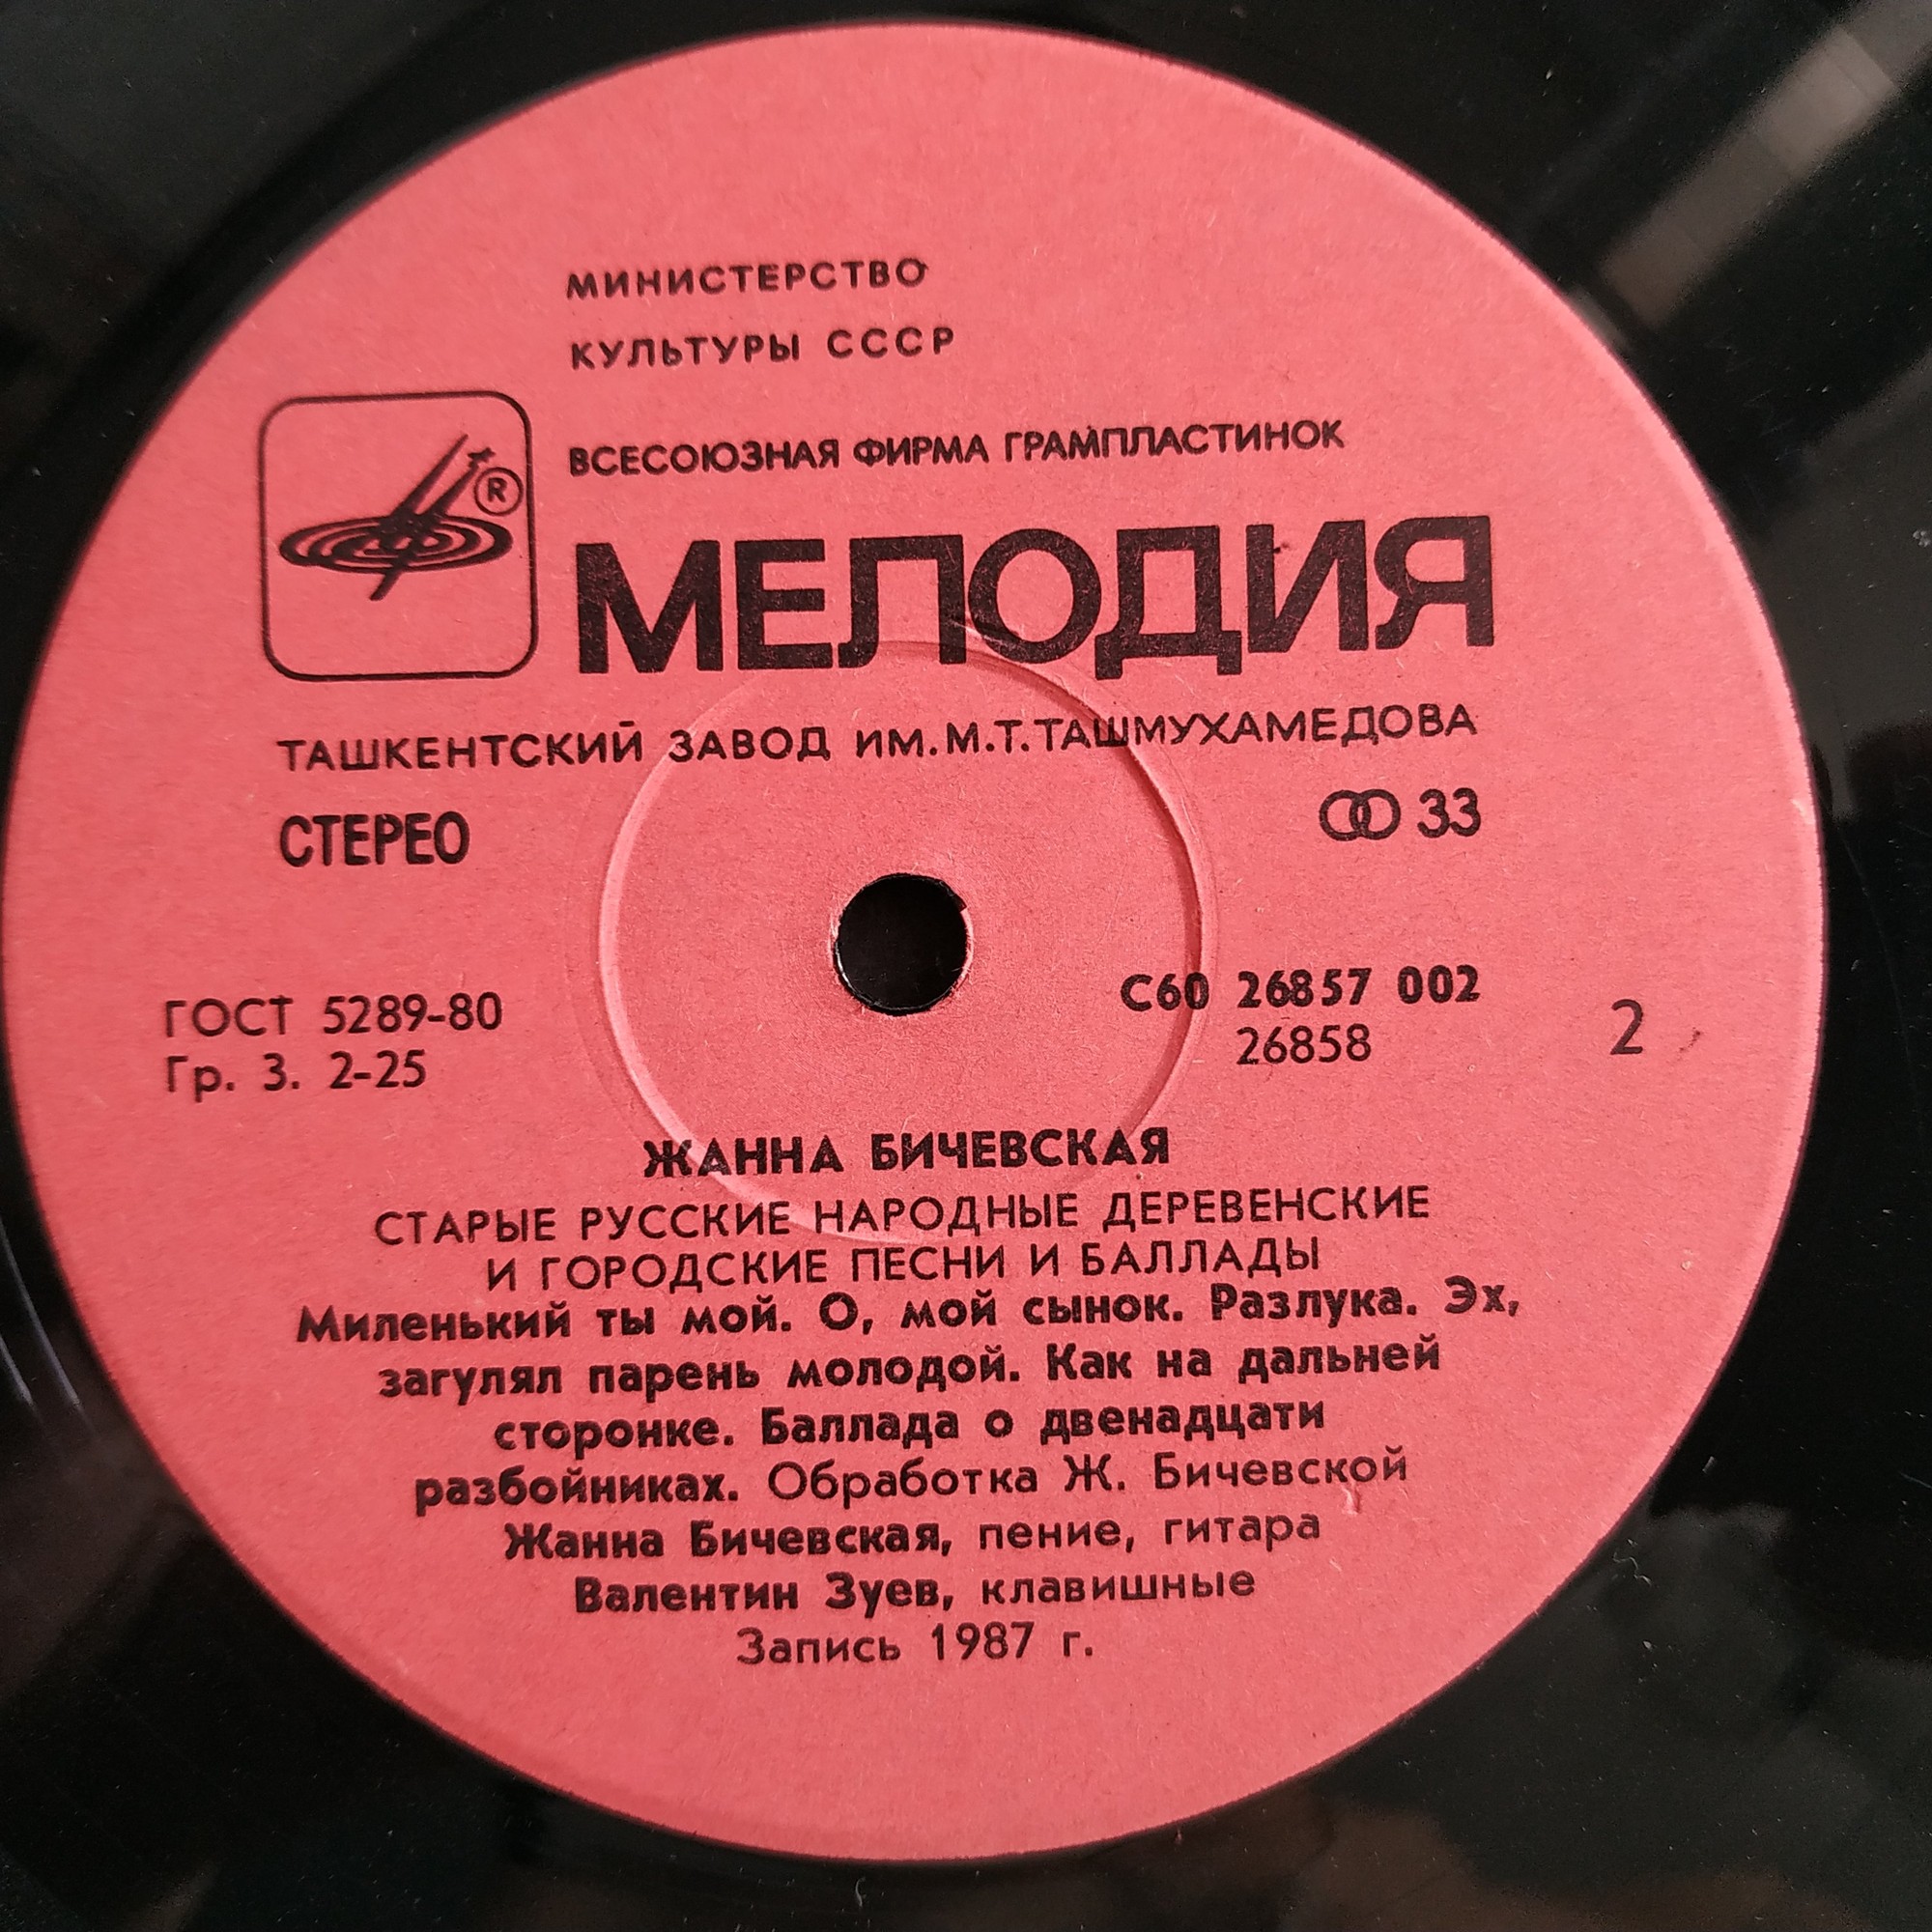 МИНИСТЕРСТВО
КУЛЬТУРЫ СССР
ВСЕСОЮЗНАЯ ФИРМА ГРАМПЛАСТИНОК
®
МЕЛОДИЯ
ТАШКЕНТСКИЙ ЗАВОД ИМ. М.Т.ТАШМУХАМЕДОВА
СТЕРЕО
33
ГОСТ 5289-80
Гр. 3. 2-25
С60 26857 002
26858
2
ЖАННА БИЧЕВСКАЯ
СТАРЫЕ РУССКИЕ НАРОДНЫЕ ДЕРЕВЕНСКИЕ
И ГОРОДСКИЕ ПЕСНИ И БАЛЛАДЫ
Миленький ты мой. О, мой сынок. Разлука. Эх,
загулял парень молодой. Как на дальней
сторонке. Баллада о двенадцати
разбойниках. Обработка Ж. Бичевской
Жанна Бичевская, пение, гитара
Валентин Зуев, клавишные
Запись 1987 г.